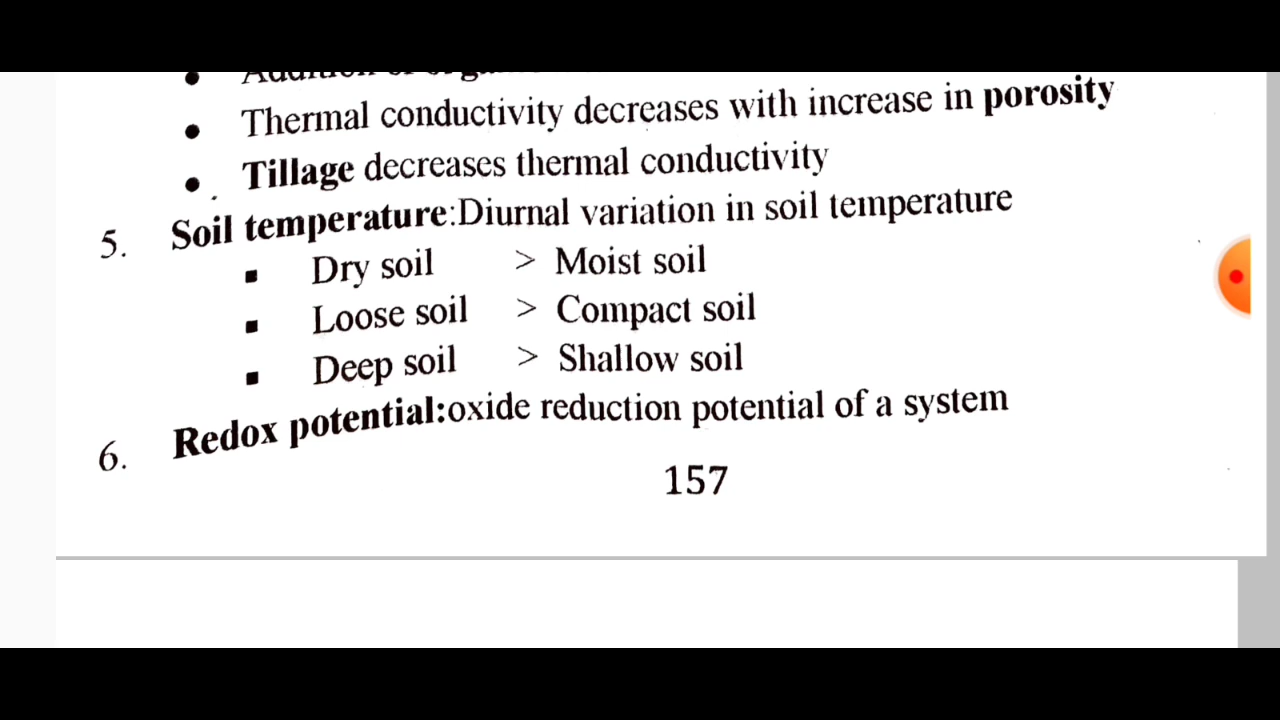 • Thermal conductivity decreases with increase in porosity
• Tillage decreases thermal conductivity
5. Soil temperature:Diurnal variation in soil temperature
▪ Dry soil > Moist soil
▪ Loose soil > Compact soil
▪ Deep soil > Shallow soil
6. Redox potential:oxide reduction potential of a system
157